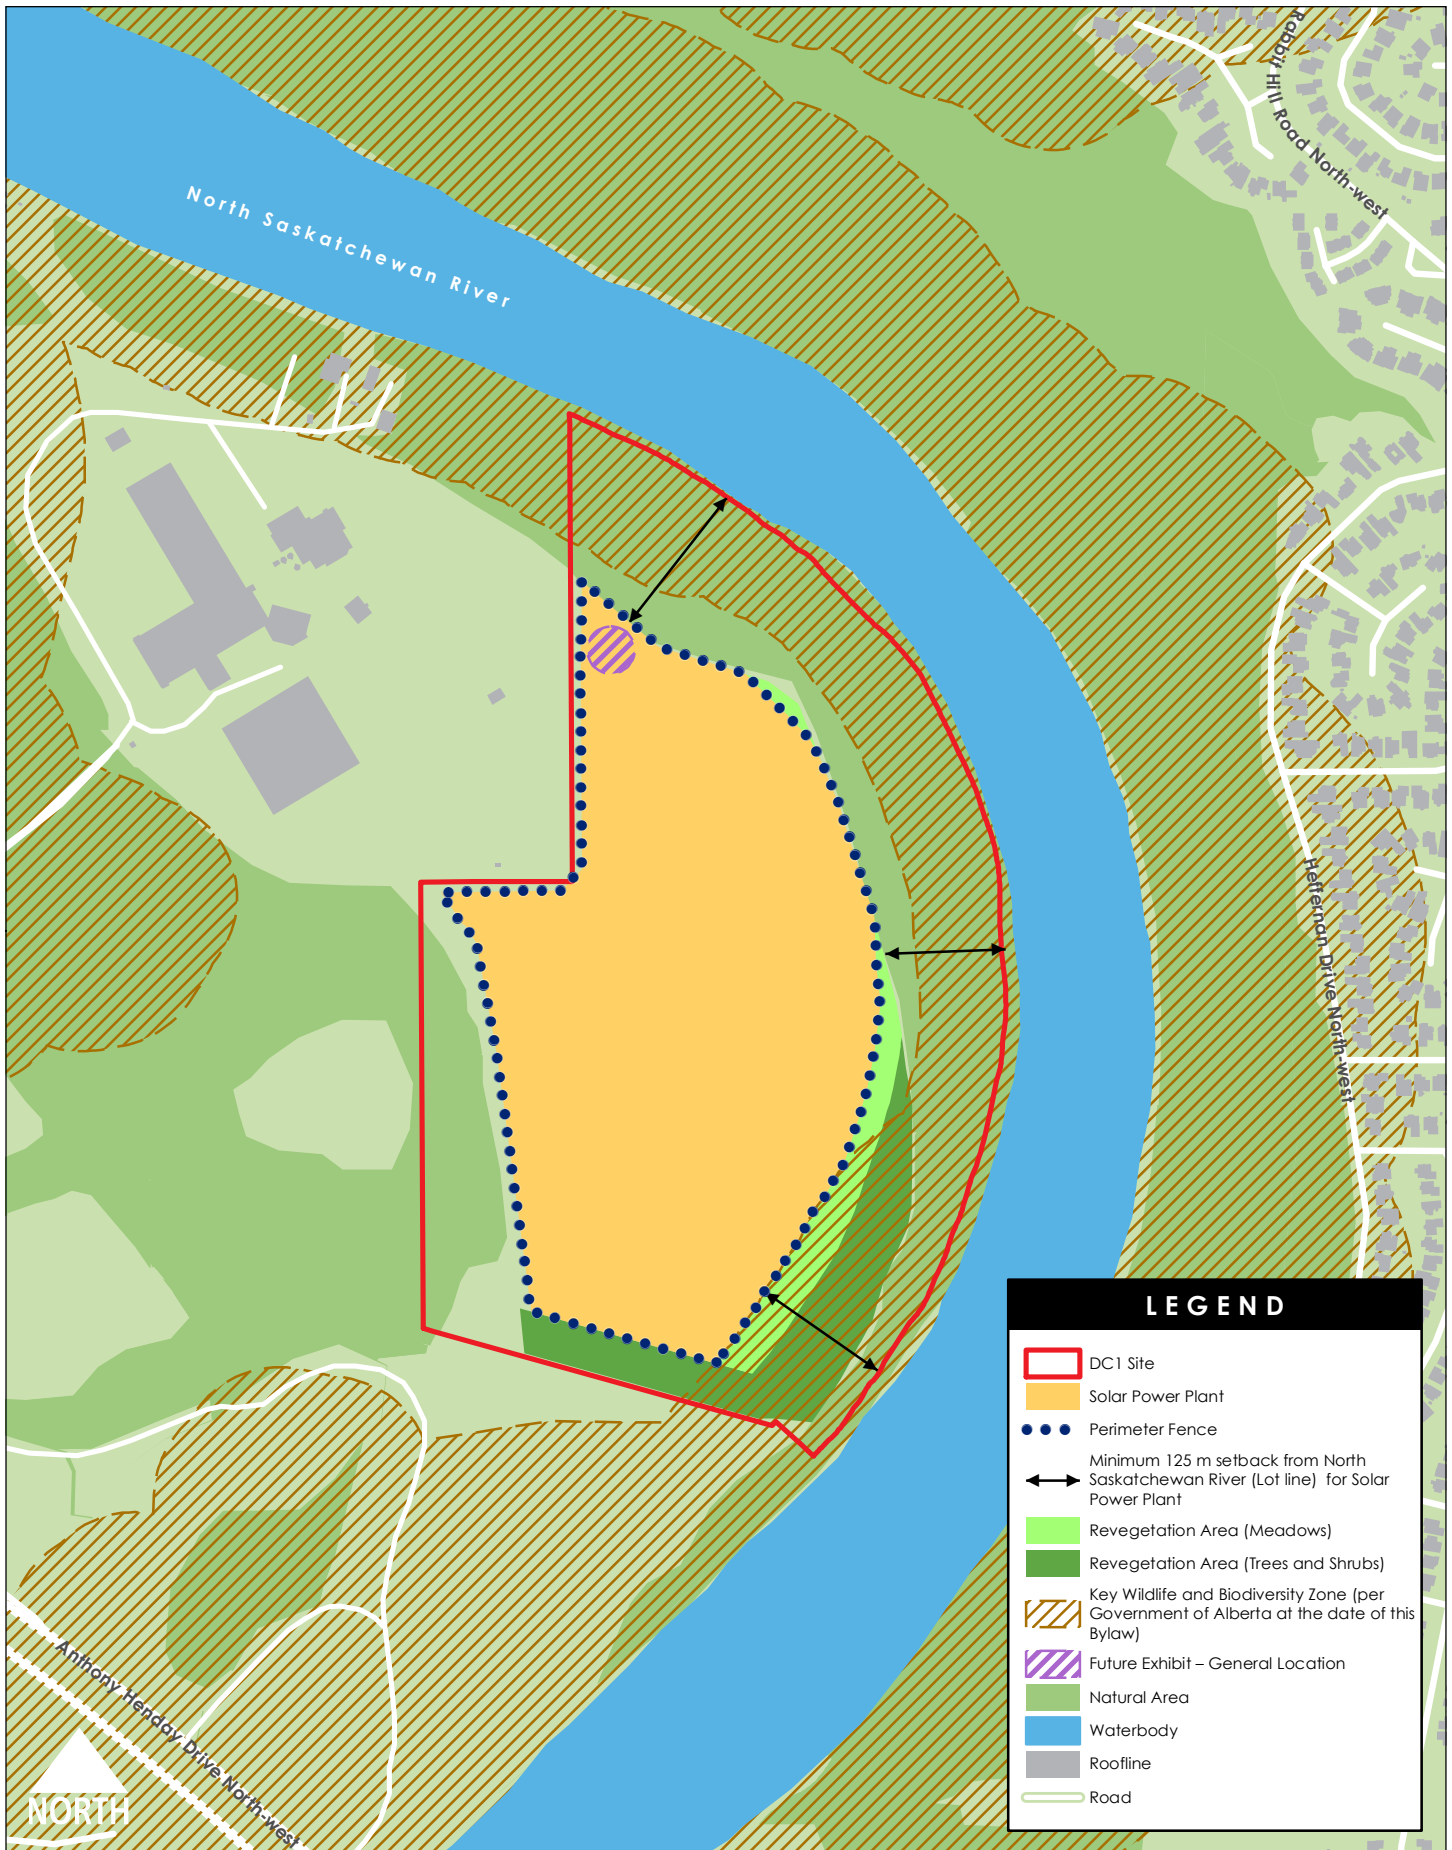 Rabbit Hill Road North-west
North Saskatchewan River
Heffernan Drive North-west
Anthony Henday Drive North-west
NORTH
LEGEND
DC1 Site
Solar Power Plant
Perimeter Fence
Minimum 125 m setback from North
Saskatchewan River (Lot line) for Solar
Power Plant
Revegetation Area (Meadows)
Revegetation Area (Trees and Shrubs)
Key Wildlife and Biodiversity Zone (per
Government of Alberta at the date of this
Bylaw)
Future Exhibit – General Location
Natural Area
Waterbody
Roofline
Road